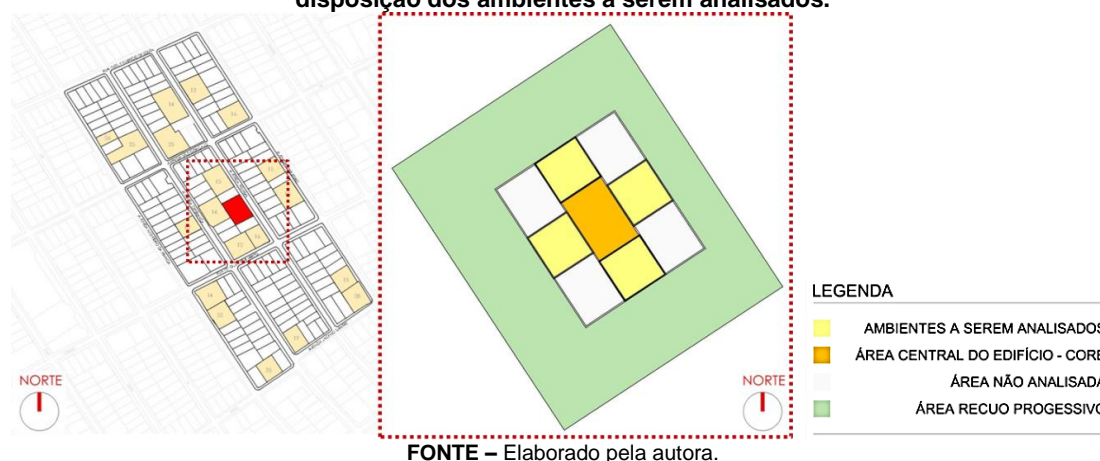 disposição dos ambientes a serem analisados.
NORTE
NORTE
LEGENDA
AMBIENTES A SEREM ANALISADOS
ÁREA CENTRAL DO EDIFÍCIO - CORE
ÁREA NÃO ANALISADA
ÁREA RECUO PROGESSIVO
FONTE – Elaborado pela autora.